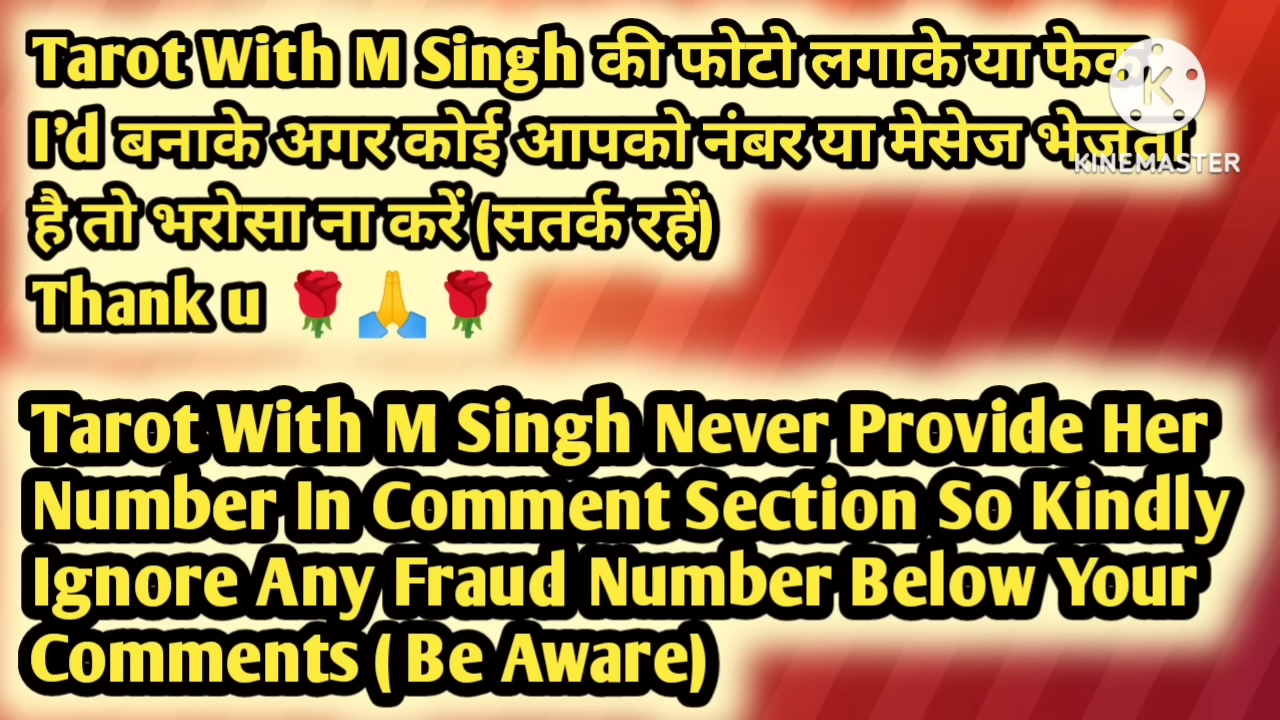 Tarot With M Singh की फोटो लगाके या फेक
I'd बनाके अगर कोई आपको नंबर या मेसेज भेजता
है तो भरोसा ना करें (सतर्क रहें)
Thank u 🌹🙏🌹
Tarot With M Singh Never Provide Her
Number In Comment Section So Kindly
Ignore Any Fraud Number Below Your
Comments ( Be Aware)
K
KINEMASTER